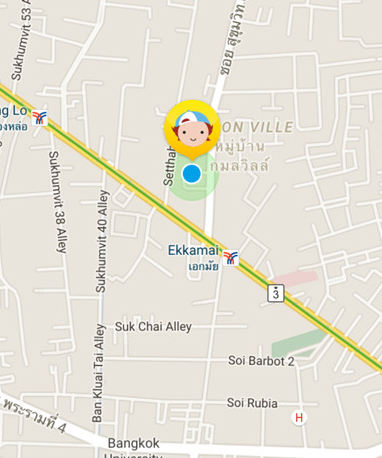 Sukhumvit 53 A
ซอย สุขุมวิท
ng Lo
องหล่อ
ON VILLE
หมู่บ้าน
กมลวิลล์
Setthab
Sukhumvit 38 Alley
Sukhumvit 40 Alley
Ekkamai
เอกมัย
3
Suk Chai Alley
Ban Kluai Tai Alley
Soi Barbot 2
Soi Rubia
H
พระรามที่ 4
Bangkok
University